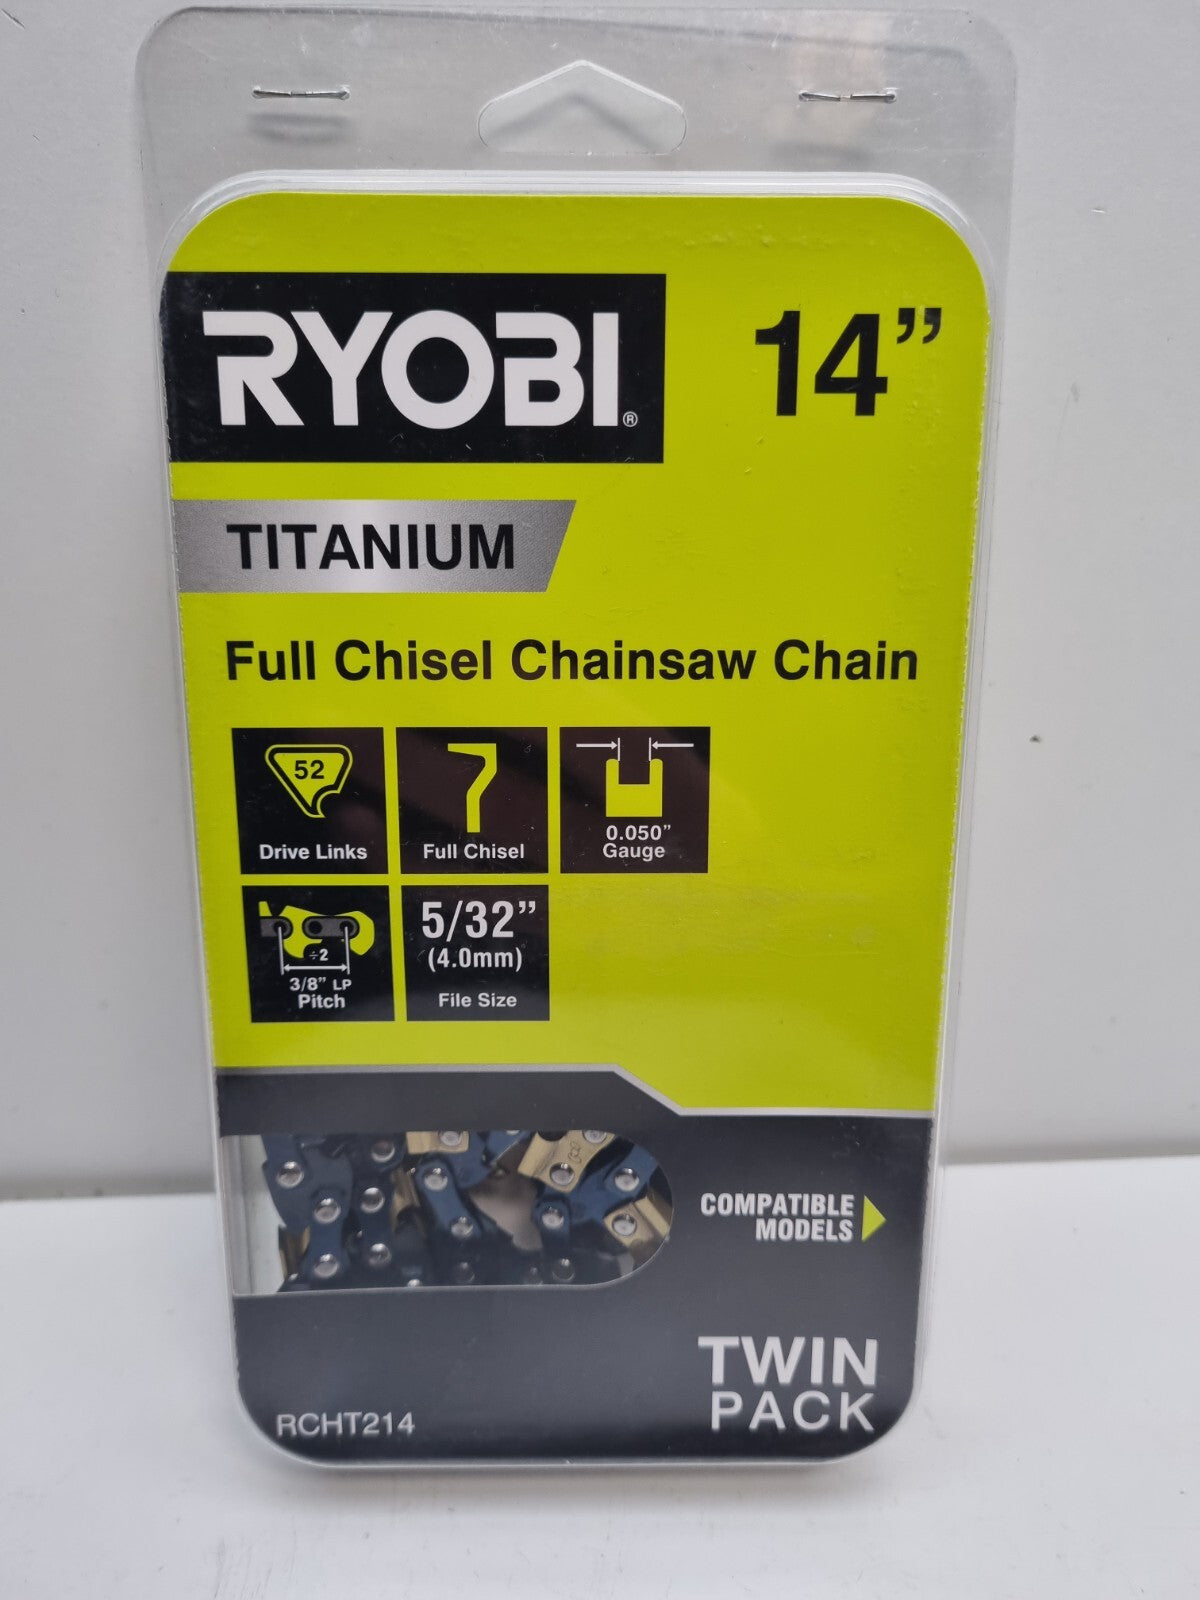 RYOBI®
14”
TITANIUM
Full Chisel Chainsaw Chain
52
Drive Links
Full Chisel
0.050”
Gauge
÷2
3/8” LP
Pitch
5/32”
(4.0mm)
File Size
COMPATIBLE
MODELS
TWIN
PACK
RCHT214